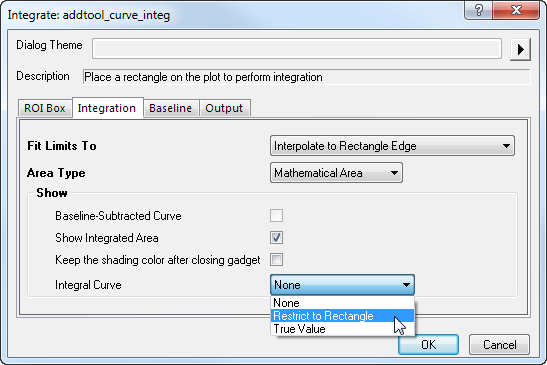 Integrate: addtool_curve_integ
Dialog Theme
Description Place a rectangle on the plot to perform integration
ROI Box Integration Baseline Output
Fit Limits To Interpolate to Rectangle Edge
Area Type Mathematical Area
Show
Baseline-Subtracted Curve
Show Integrated Area
Keep the shading color after closing gadget
Integral Curve None
None
Restrict to Rectangle
True Value
OK Cancel